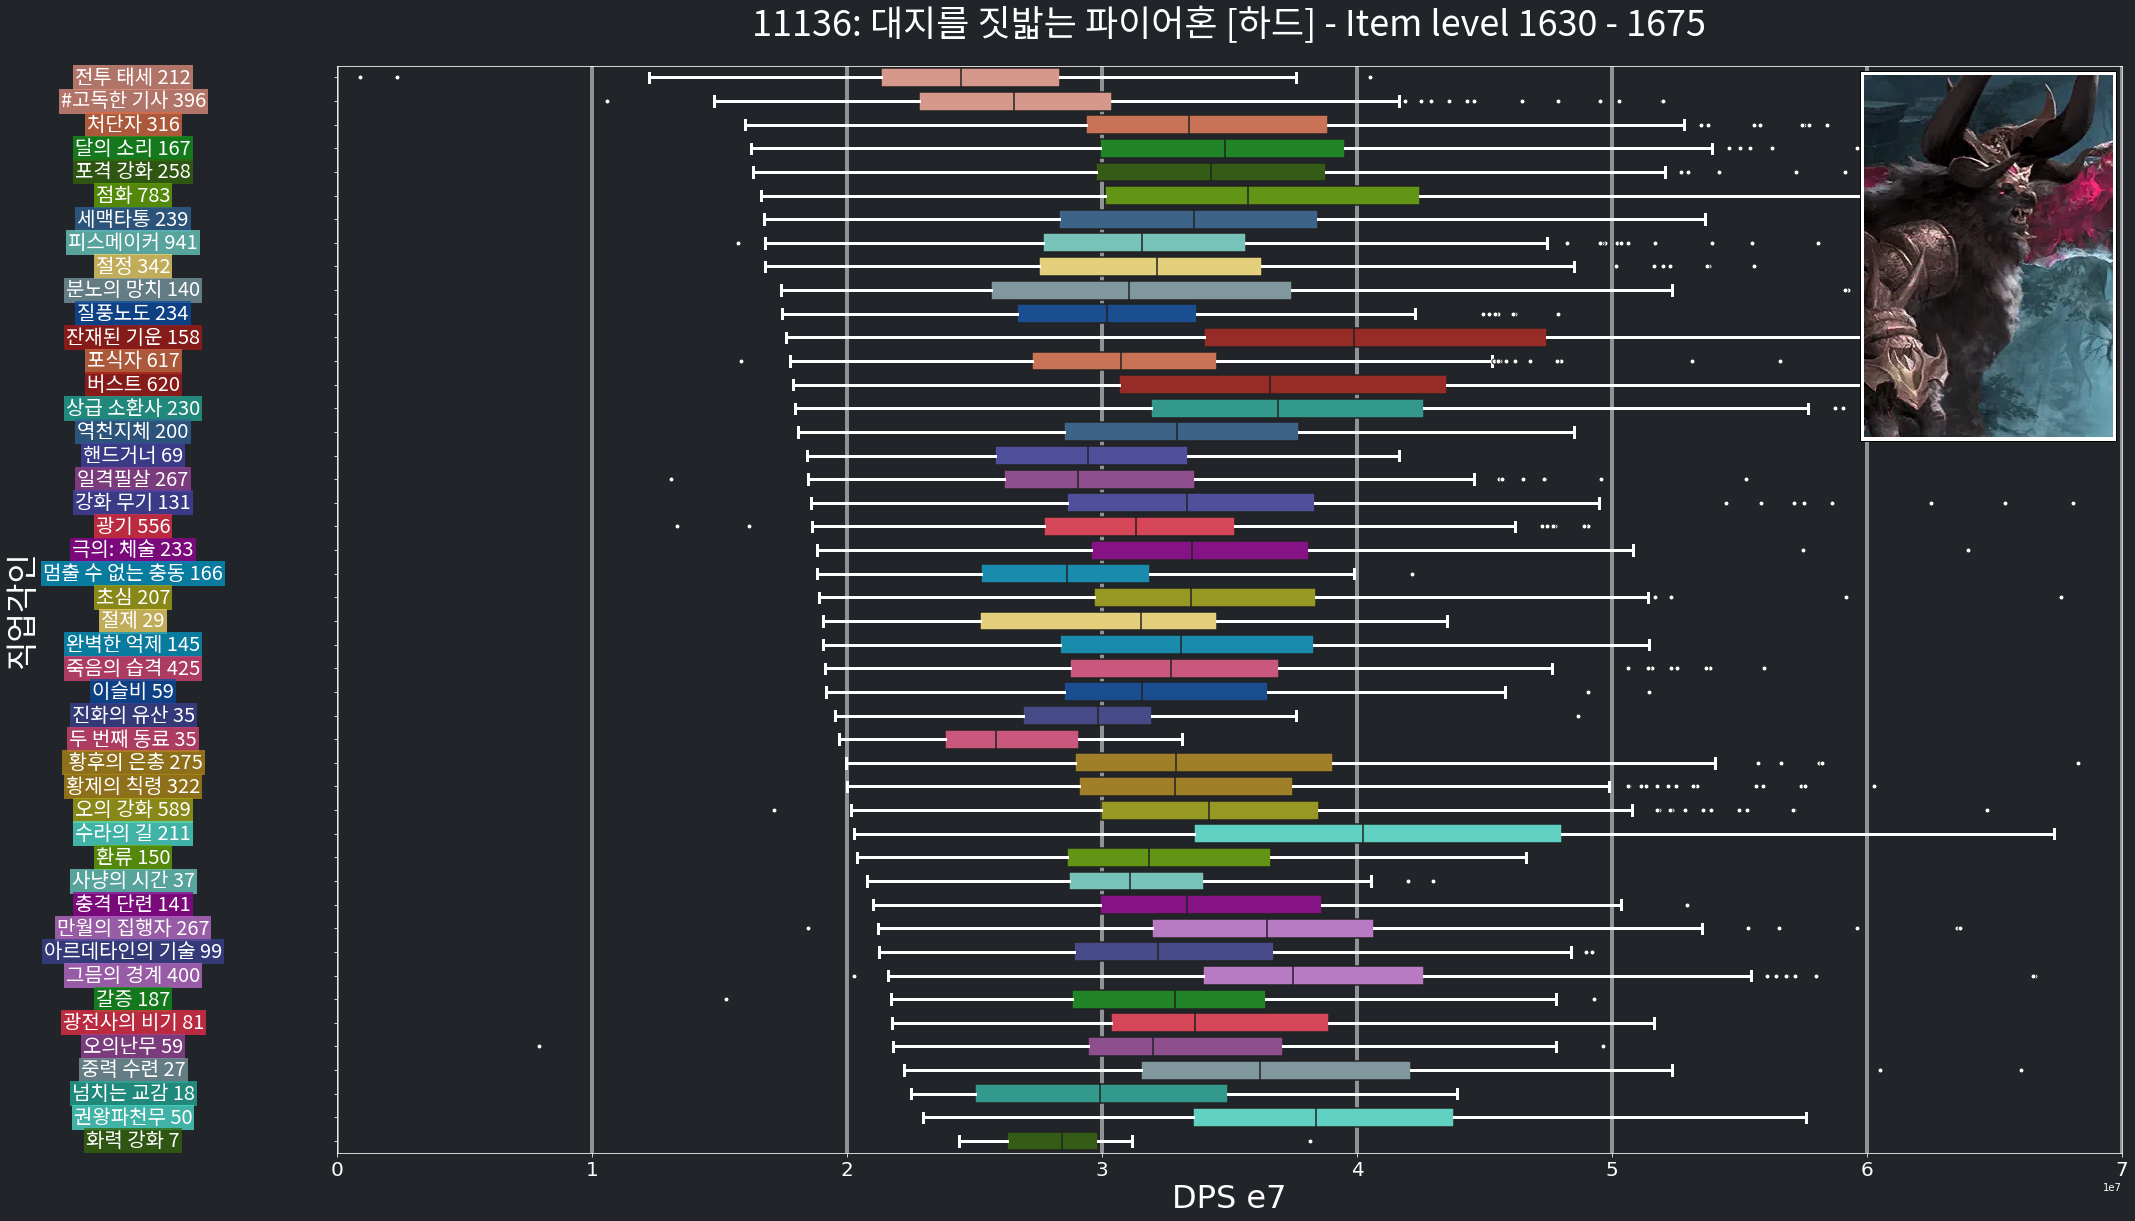 11136: 대지를 짓밟는 파이어혼 [하드] - Item level 1630 - 1675
직업각인
전투 태세 212
#고독한 기사 396
처단자 316
달의 소리 167
포격 강화 258
점화 783
세맥타통 239
피스메이커 941
절정 342
분노의 망치 140
질풍노도 234
잔재된 기운 158
포식자 617
버스트 620
상급 소환사 230
역천지체 200
핸드거너 69
일격필살 267
강화 무기 131
광기 556
극의: 체술 233
멈출 수 없는 충동 166
초심 207
절제 29
완벽한 억제 145
죽음의 습격 425
이슬비 59
진화의 유산 35
두 번째 동료 35
황후의 은총 275
황제의 칙령 322
오의 강화 589
수라의 길 211
환류 150
사냥의 시간 37
충격 단련 141
만월의 집행자 267
아르데타인의 기술 99
그믐의 경계 400
갈증 187
광전사의 비기 81
오의난무 59
중력 수련 27
넘치는 교감 18
권왕파천무 50
화력 강화 7
0 1 2 3 4 5 6 7
1e7
DPS e7